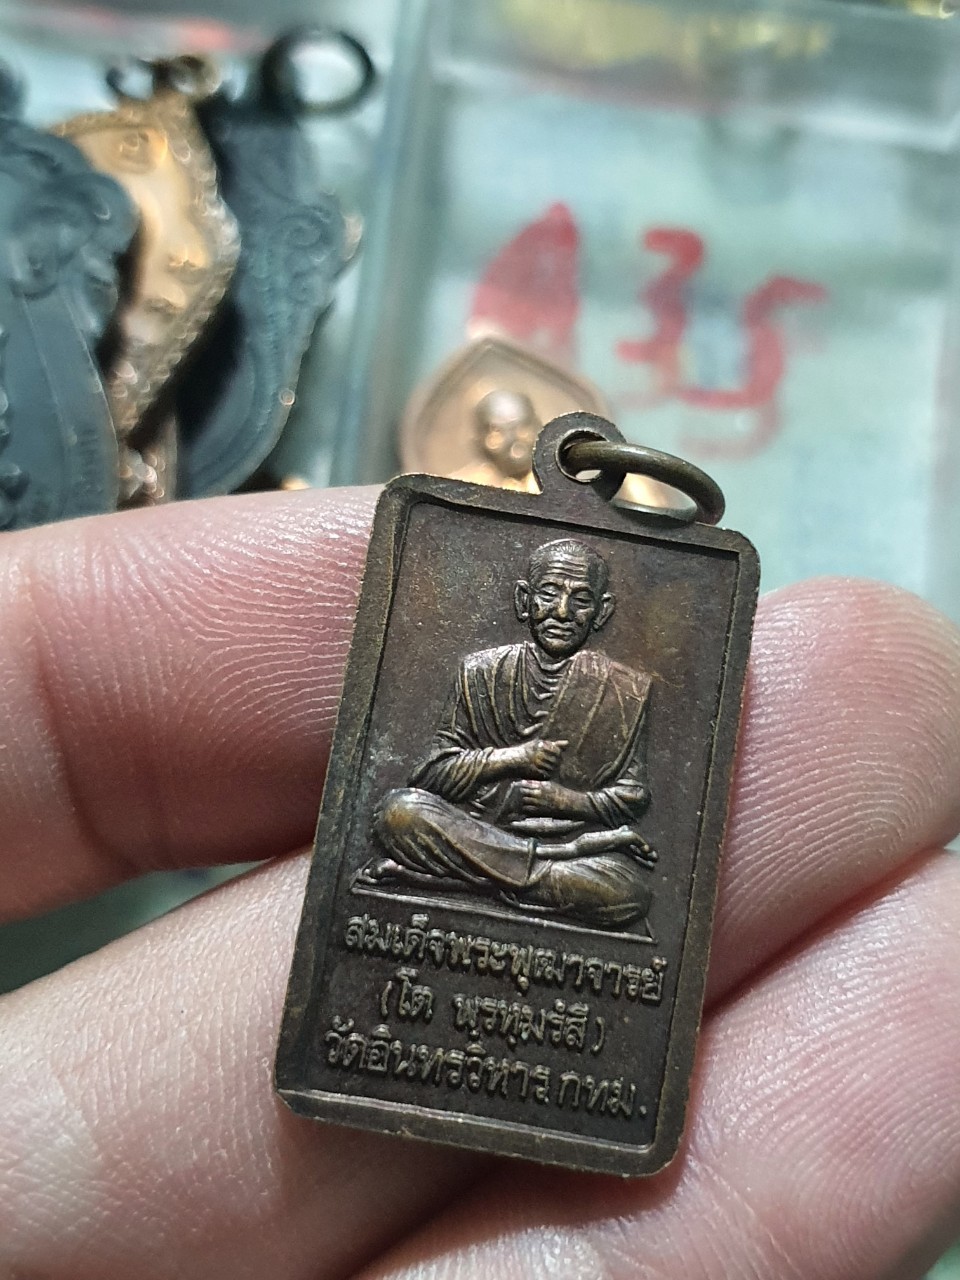 สมเด็จพระพุฒาจารย์
(โต พฺรหฺมรังสี)
วัดอินทรวิหาร กทม.